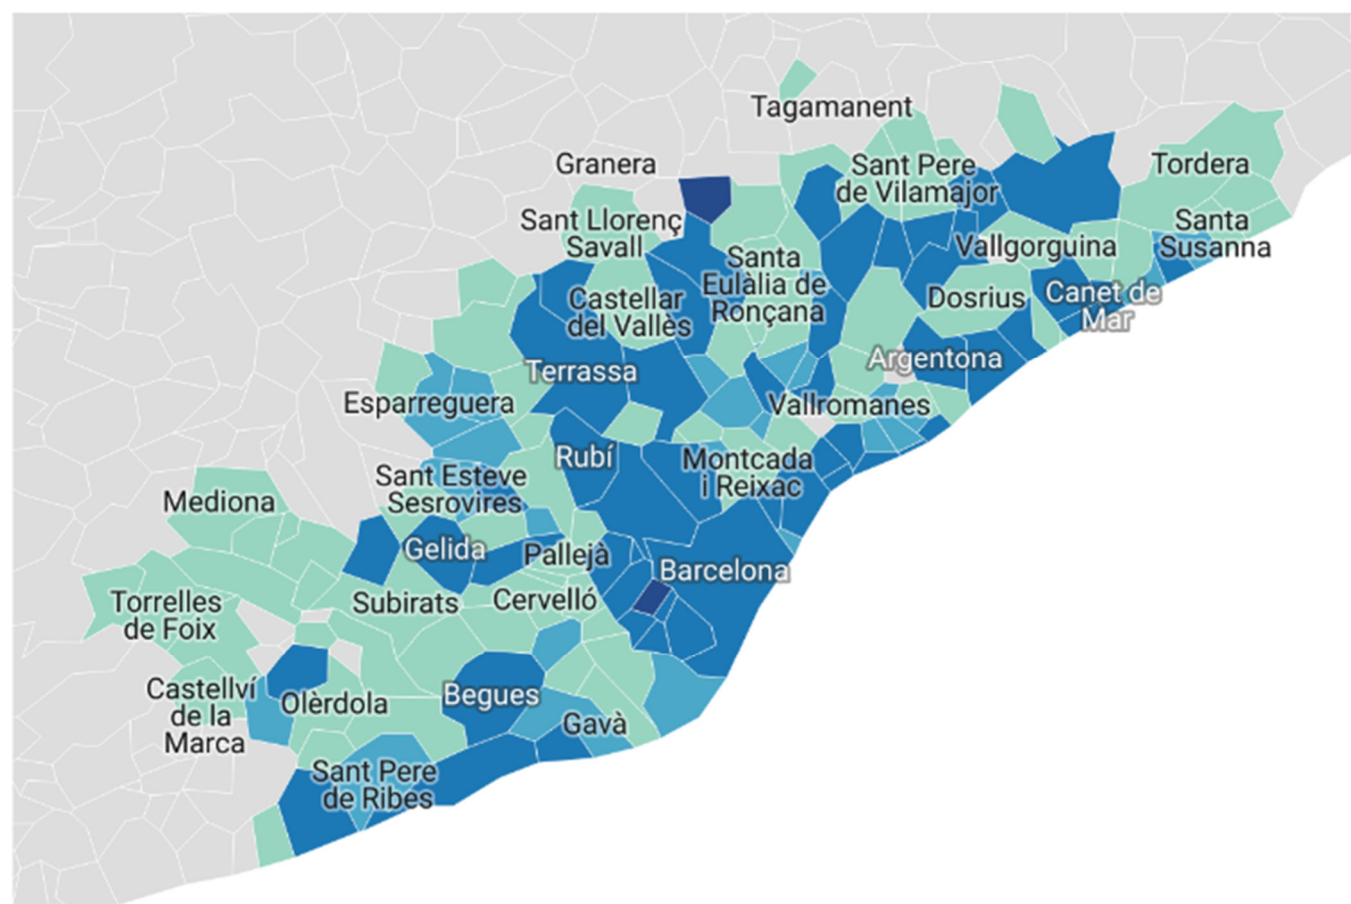 Tagamanent
Granera
Sant Pere
de Vilamajor
Tordera
Sant Llorenç
Savall
Santa
Susanna
Vallgorguina
Santa
Eulàlia de
Ronçana
Castellar
del Vallès
Dosrius
Canet de
Mar
Argentona
Terrassa
Esparreguera
Vallromanes
Rubí
Montcada
i Reixac
Sant Esteve
Sesrovires
Mediona
Gelida
Pallejà
Barcelona
Torrelles
de Foix
Subirats
Cervelló
Castellví
de la
Marca
Olèrdola
Begues
Gavà
Sant Pere
de Ribes